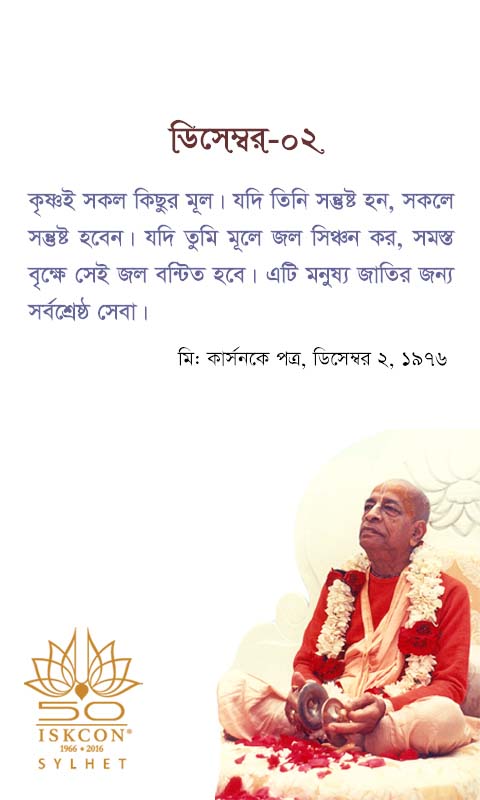 ডিসেম্বর-০২
কৃষ্ণই সকল কিছুর মূল। যদি তিনি সন্তুষ্ট হন, সকলে
সন্তুষ্ট হবেন। যদি তুমি মূলে জল সিঞ্চন কর, সমস্ত
বৃক্ষে সেই জল বন্টিত হবে। এটি মনুষ্য জাতির জন্য
সর্বশ্রেষ্ঠ সেবা।
মি: কার্সনকে পত্র, ডিসেম্বর ২, ১৯৭৬
50
ISKCON®
1966 • 2016
SYLHET